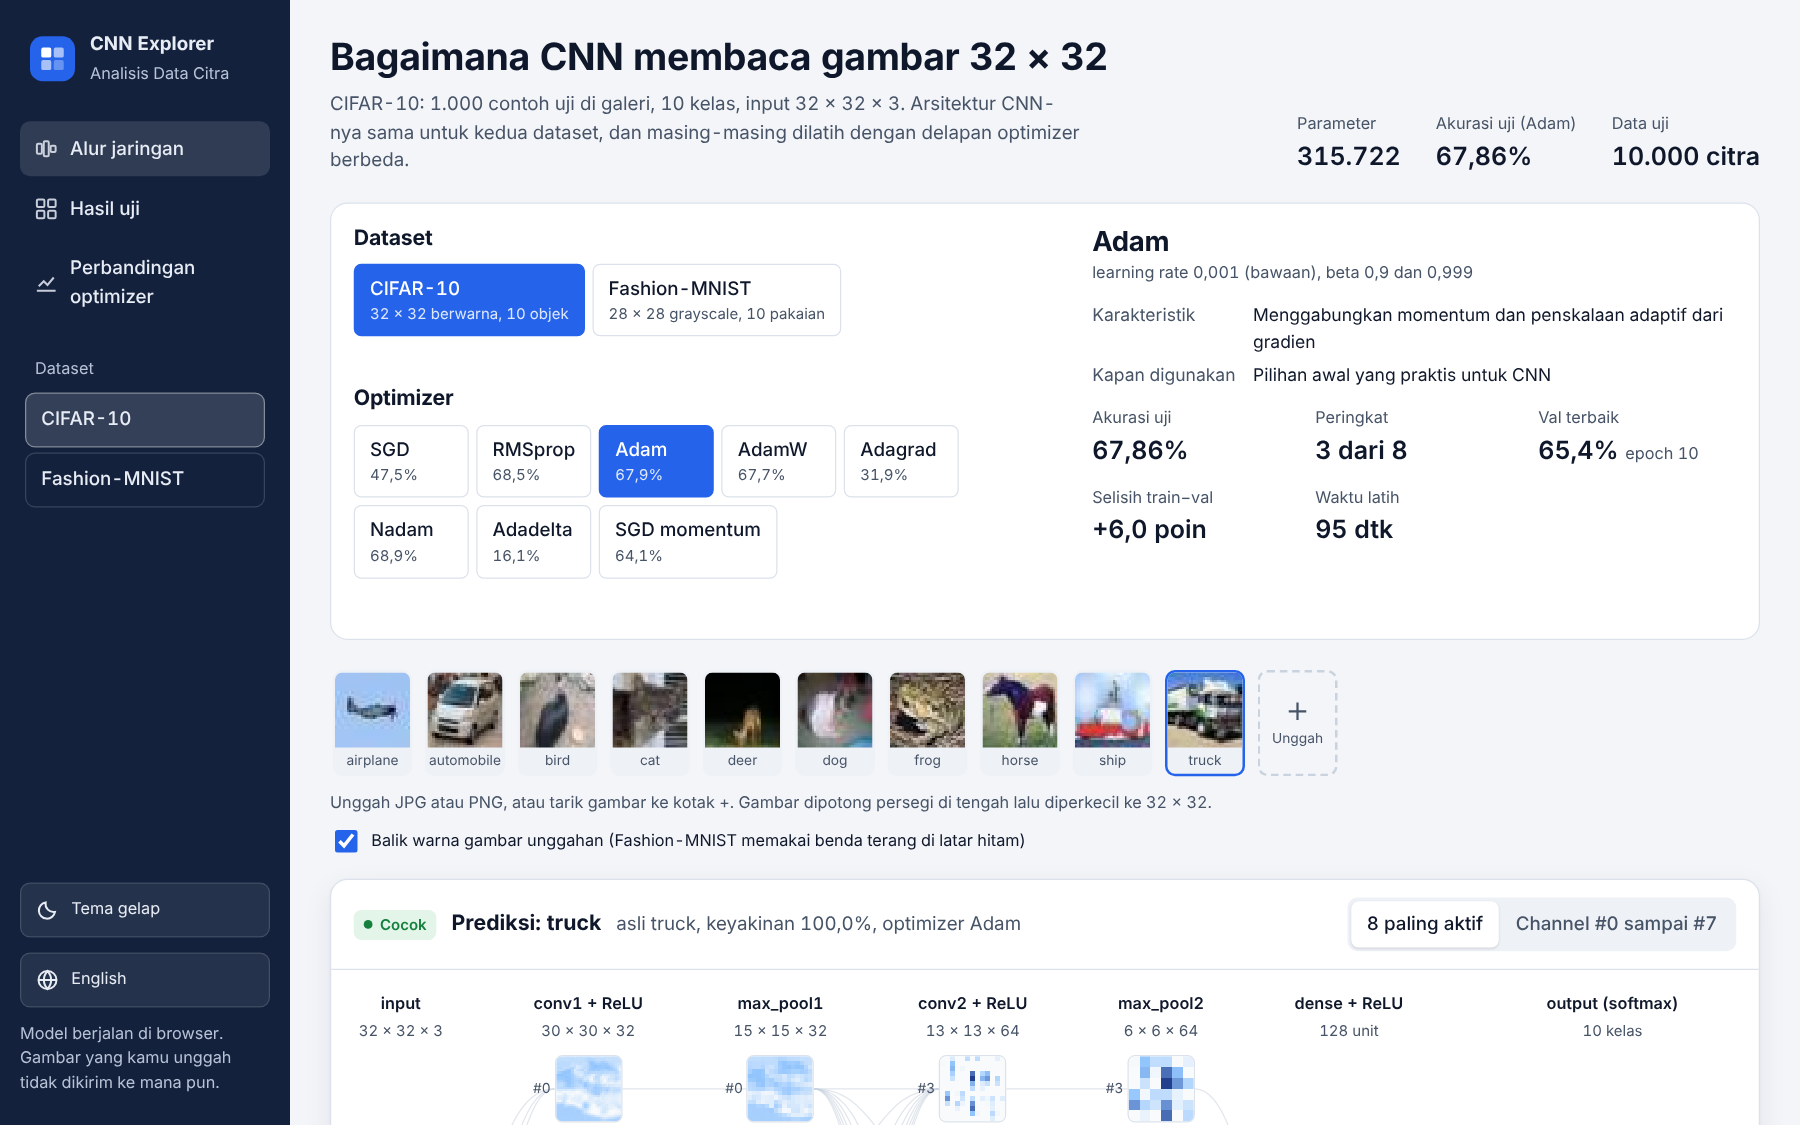 CNN Explorer
Analisis Data Citra
Alur jaringan
Hasil uji
Perbandingan
optimizer
Dataset
CIFAR-10
Fashion-MNIST
Tema gelap
English
Model berjalan di browser.
Gambar yang kamu unggah
tidak dikirim ke mana pun.
Bagaimana CNN membaca gambar 32 × 32
CIFAR-10: 1.000 contoh uji di galeri, 10 kelas, input 32 × 32 × 3. Arsitektur CNN-
nya sama untuk kedua dataset, dan masing-masing dilatih dengan delapan optimizer
berbeda.
Parameter
315.722
Akurasi uji (Adam)
67,86%
Data uji
10.000 citra
Dataset
CIFAR-10
32 × 32 berwarna, 10 objek
Fashion-MNIST
28 × 28 grayscale, 10 pakaian
Optimizer
SGD
47,5%
RMSprop
68,5%
Adam
67,9%
AdamW
67,7%
Adagrad
31,9%
Nadam
68,9%
Adadelta
16,1%
SGD momentum
64,1%
Adam
learning rate 0,001 (bawaan), beta 0,9 dan 0,999
Karakteristik
Menggabungkan momentum dan penskalaan adaptif dari
gradien
Kapan digunakan
Pilihan awal yang praktis untuk CNN
Akurasi uji
67,86%
Peringkat
3 dari 8
Val terbaik
65,4% epoch 10
Selisih train–val
+6,0 poin
Waktu latih
95 dtk
airplane
automobile
bird
cat
deer
dog
frog
horse
ship
truck
+
Unggah
Unggah JPG atau PNG, atau tarik gambar ke kotak +. Gambar dipotong persegi di tengah lalu diperkecil ke 32 × 32.
Balik warna gambar unggahan (Fashion-MNIST memakai benda terang di latar hitam)
Cocok
Prediksi: truck
asli truck, keyakinan 100,0%, optimizer Adam
8 paling aktif
Channel #0 sampai #7
input
32 × 32 × 3
conv1 + ReLU
30 × 30 × 32
max_pool1
15 × 15 × 32
conv2 + ReLU
13 × 13 × 64
max_pool2
6 × 6 × 64
dense + ReLU
128 unit
output (softmax)
10 kelas
#0
#0
#3
#3